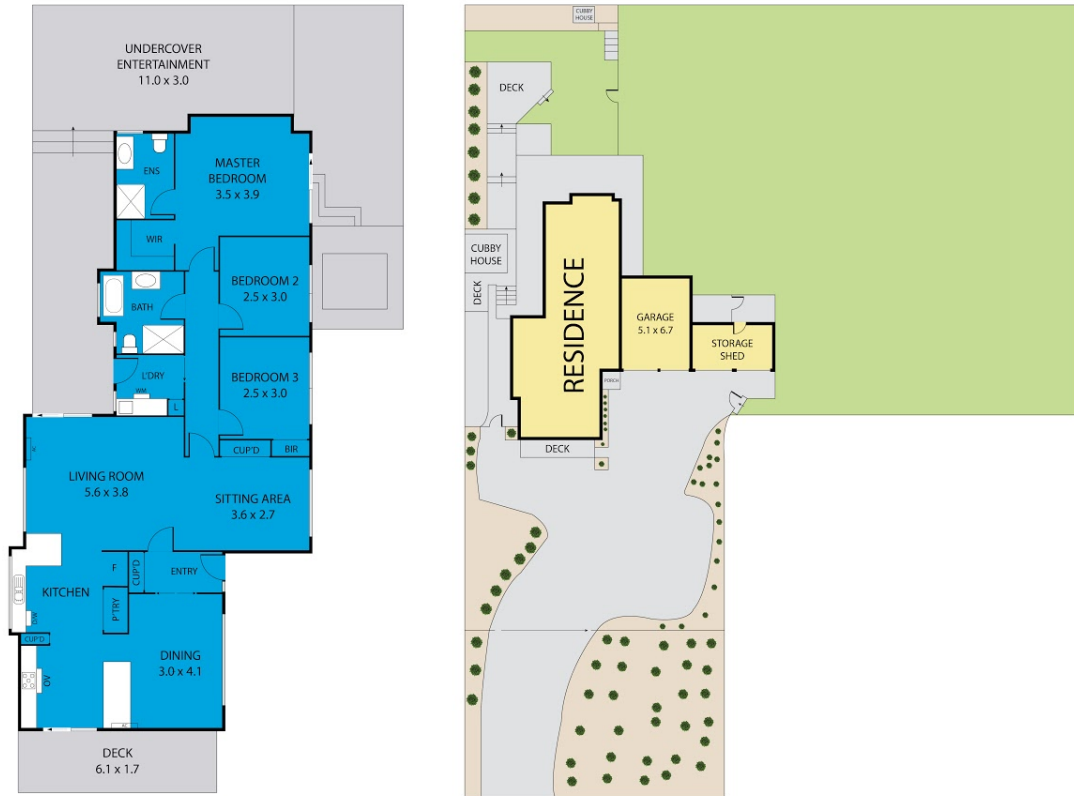 UNDERCOVER
ENTERTAINMENT
11.0 x 3.0
ENS
MASTER
BEDROOM
3.5 x 3.9
WIR
BEDROOM 2
2.5 x 3.0
BATH
L'DRY
WM
L
BEDROOM 3
2.5 x 3.0
CUP'D
BIR
LIVING ROOM
5.6 x 3.8
SITTING AREA
3.6 x 2.7
F
CUP'D
ENTRY
KITCHEN
P'TRY
D/W
CUP'D
OV
DINING
3.0 x 4.1
DECK
6.1 x 1.7
CUBBY
HOUSE
DECK
CUBBY
HOUSE
DECK
RESIDENCE
GARAGE
5.1 x 6.7
STORAGE
SHED
PORCH
DECK